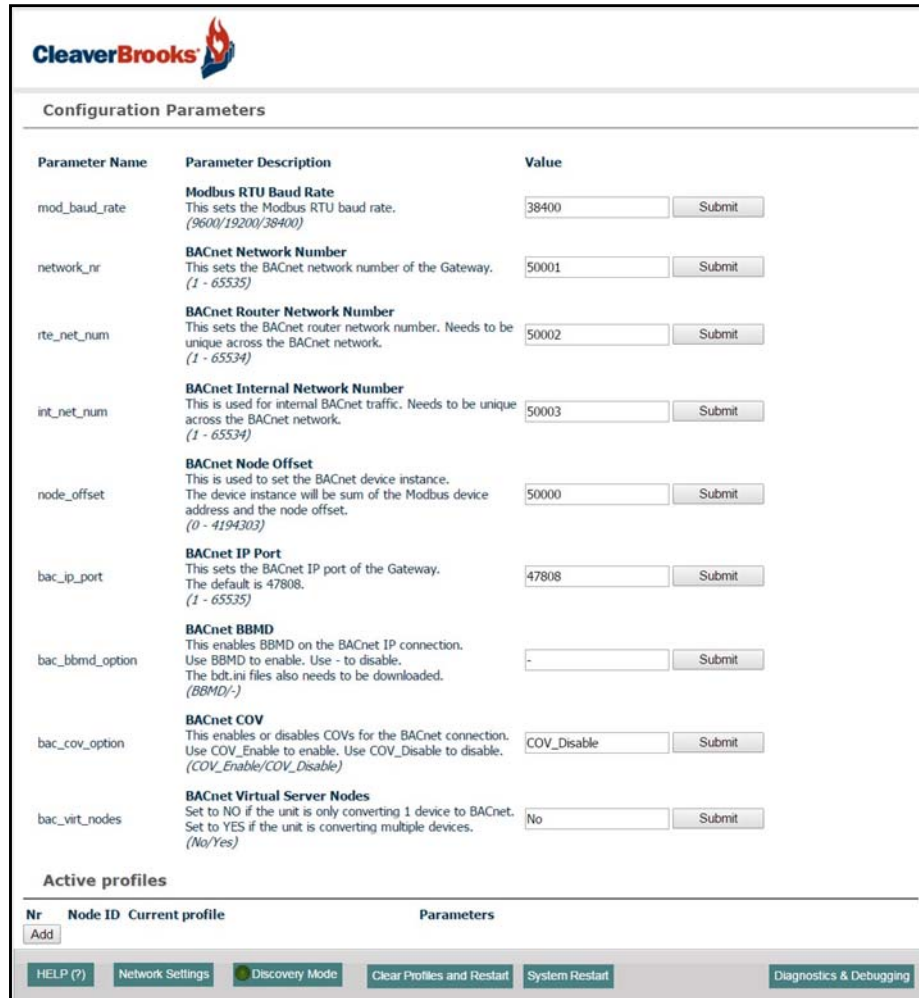 CleaverBrooks
Configuration Parameters
Parameter Name Parameter Description Value
Modbus RTU Baud Rate
mod_baud_rate This sets the Modbus RTU baud rate. 38400 Submit
(9600/19200/38400)
BACnet Network Number
network_nr This sets the BACnet network number of the Gateway. 50001 Submit
(1 - 65535)
BACnet Router Network Number
This sets the BACnet router network number. Needs to be
rte_net_num unique across the BACnet network. 50002 Submit
(1 - 65534)
BACnet Internal Network Number
This is used for internal BACnet traffic. Needs to be unique
int_net_num across the BACnet network. 50003 Submit
(1 - 65534)
BACnet Node Offset
This is used to set the BACnet device instance.
node_offset The device instance will be sum of the Modbus device 50000 Submit
address and the node offset.
(0 - 4194303)
BACnet IP Port
This sets the BACnet IP port of the Gateway.
bac_ip_port The default is 47808. 47808 Submit
(1 - 65535)
BACnet BBMD
This enables BBMD on the BACnet IP connection.
bac_bbmd_option Use BBMD to enable. Use - to disable. - Submit
The bdt.ini files also needs to be downloaded.
(BBMD/-)
BACnet COV
This enables or disables COVs for the BACnet connection.
bac_cov_option Use COV_Enable to enable. Use COV_Disable to disable. COV_Disable Submit
(COV_Enable/COV_Disable)
BACnet Virtual Server Nodes
Set to NO if the unit is only converting 1 device to BACnet.
bac_virt_nodes Set to YES if the unit is converting multiple devices. No Submit
(No/Yes)
Active profiles
Nr Node ID Current profile Parameters
Add
HELP (?) Network Settings Discovery Mode Clear Profiles and Restart System Restart Diagnostics & Debugging